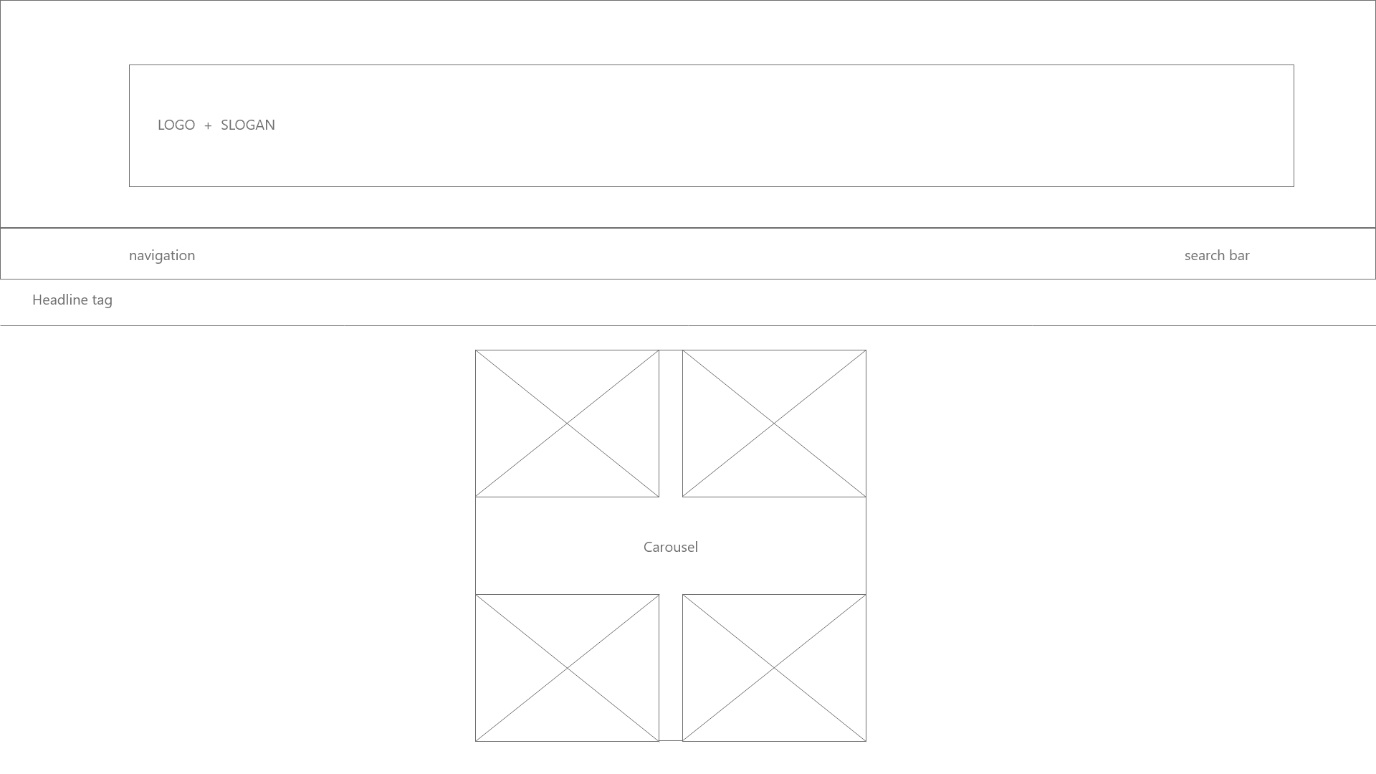 LOGO + SLOGAN
navigation
search bar
Headline tag
Carousel